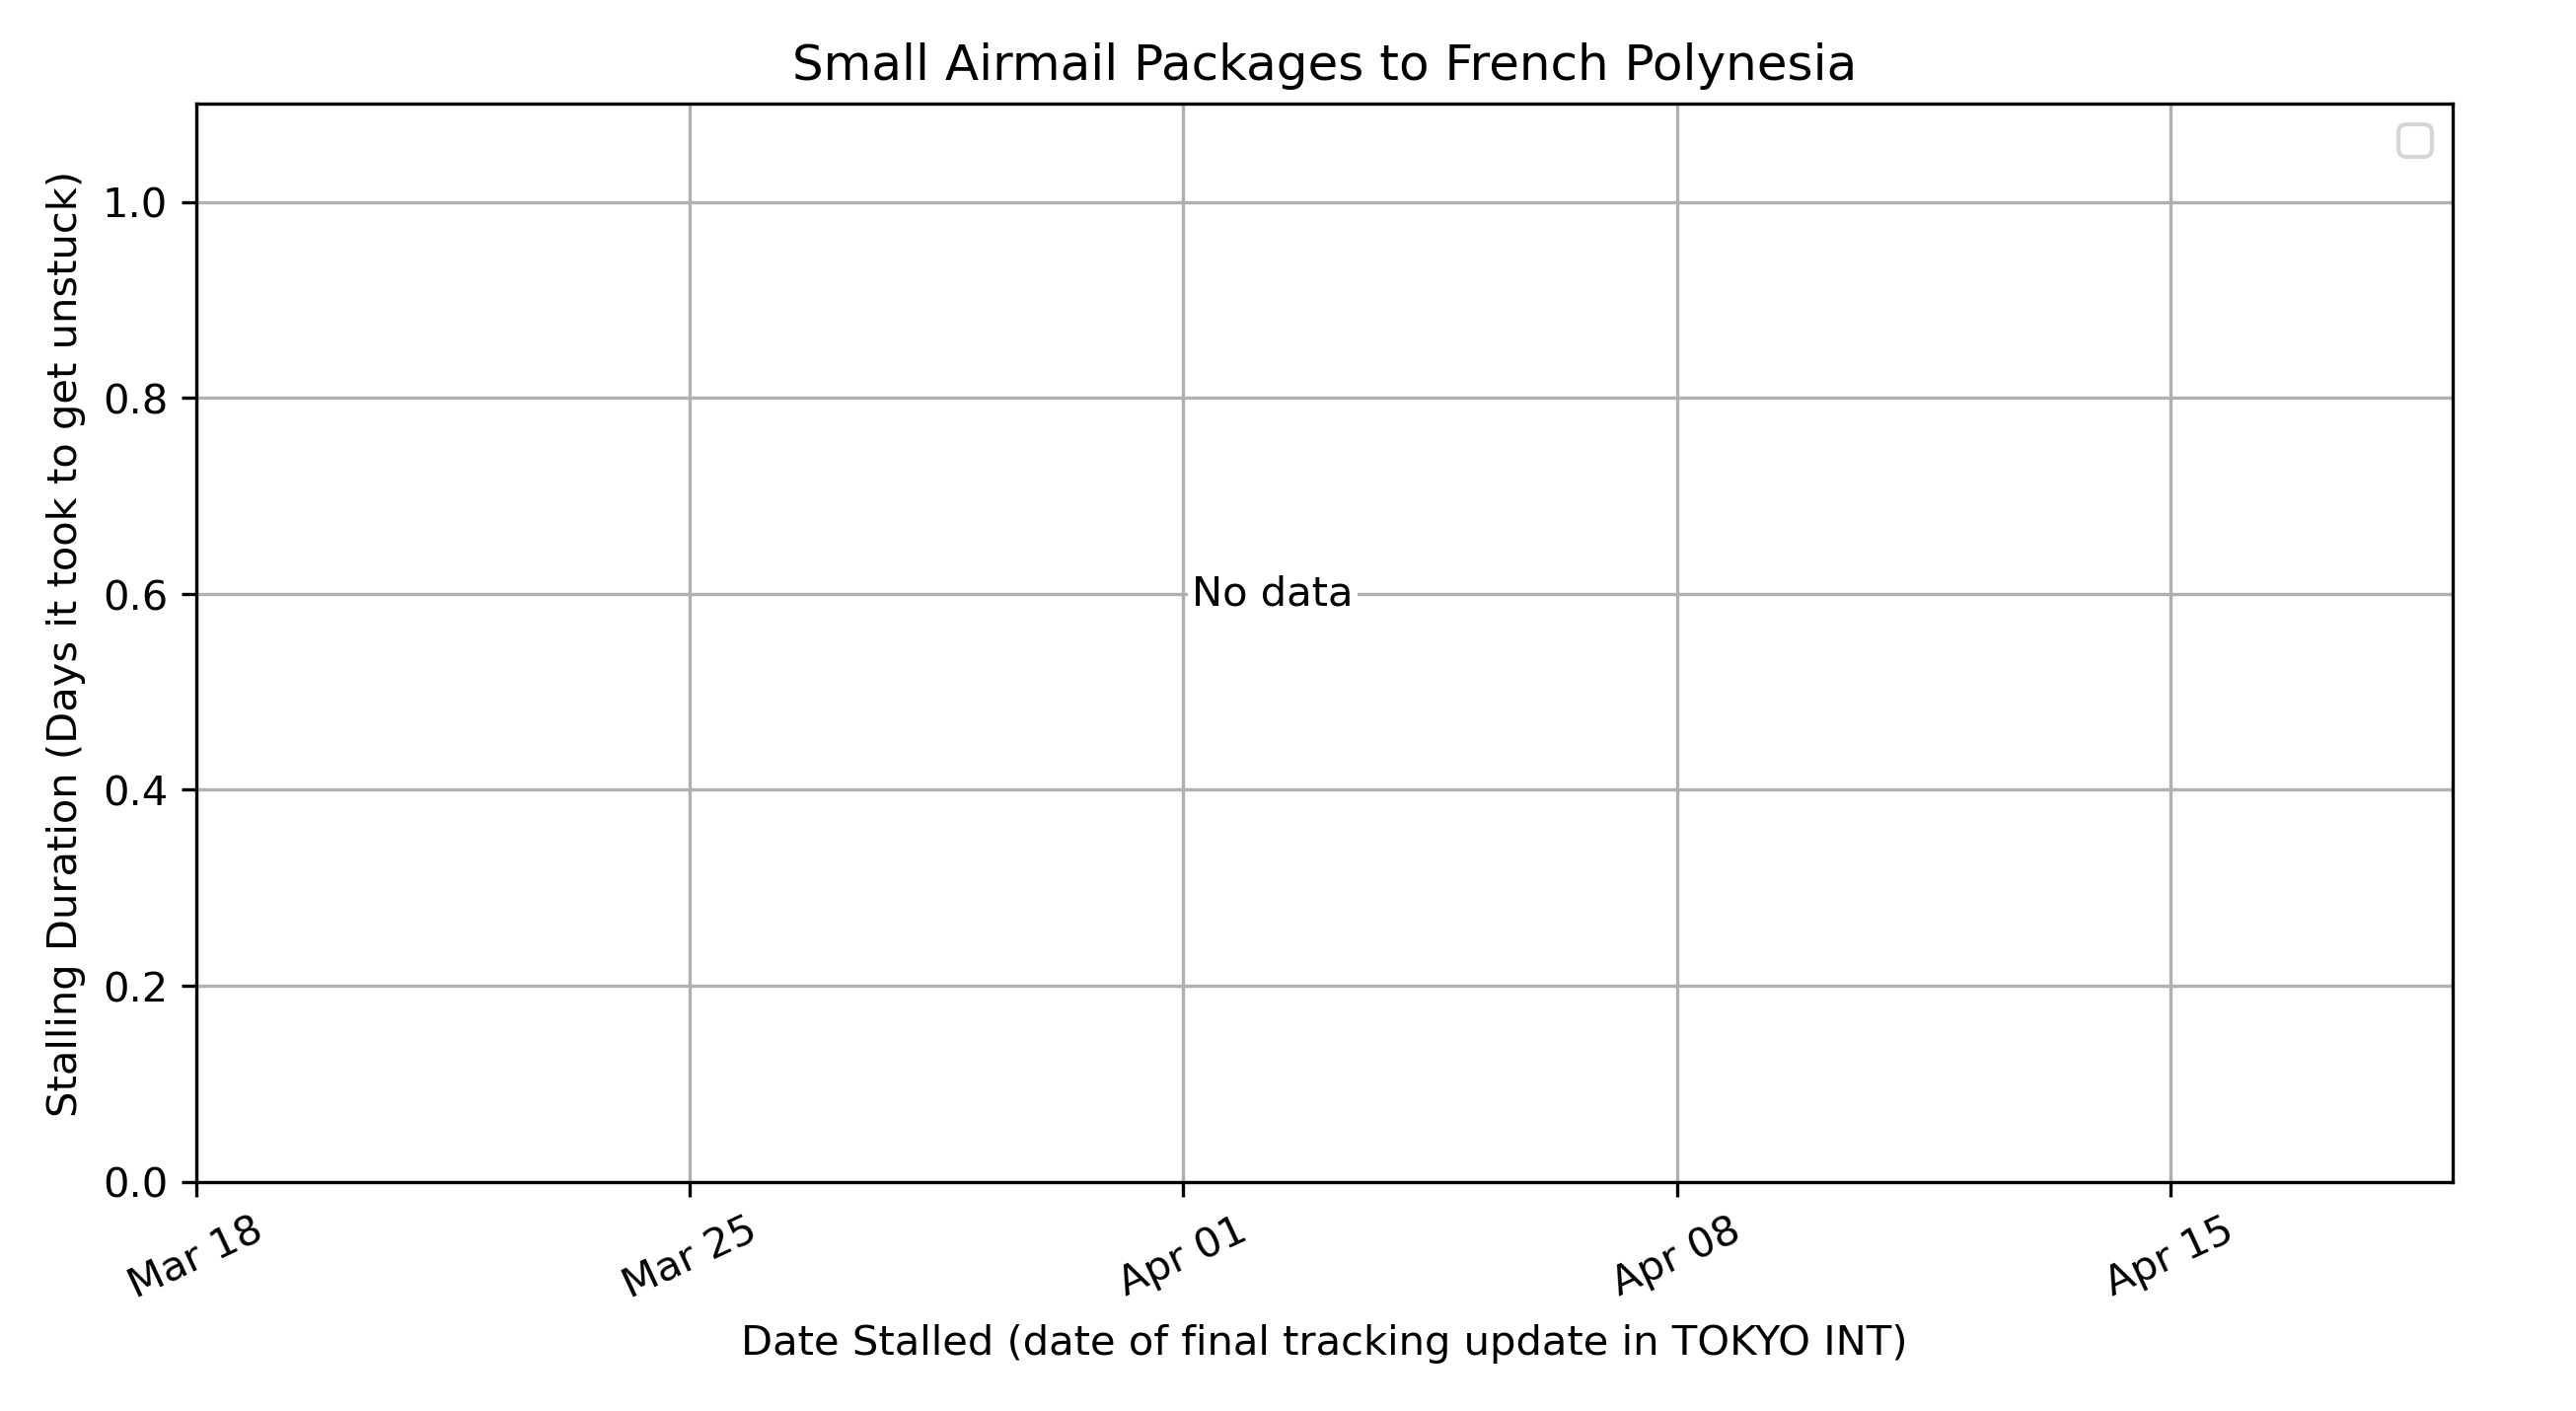 Small Airmail Packages to French Polynesia
Stalling Duration (Days it took to get unstuck)
1.0
0.8
0.6
0.4
0.2
0.0
No data
Mar 18
Mar 25
Apr 01
Apr 08
Apr 15
Date Stalled (date of final tracking update in TOKYO INT)